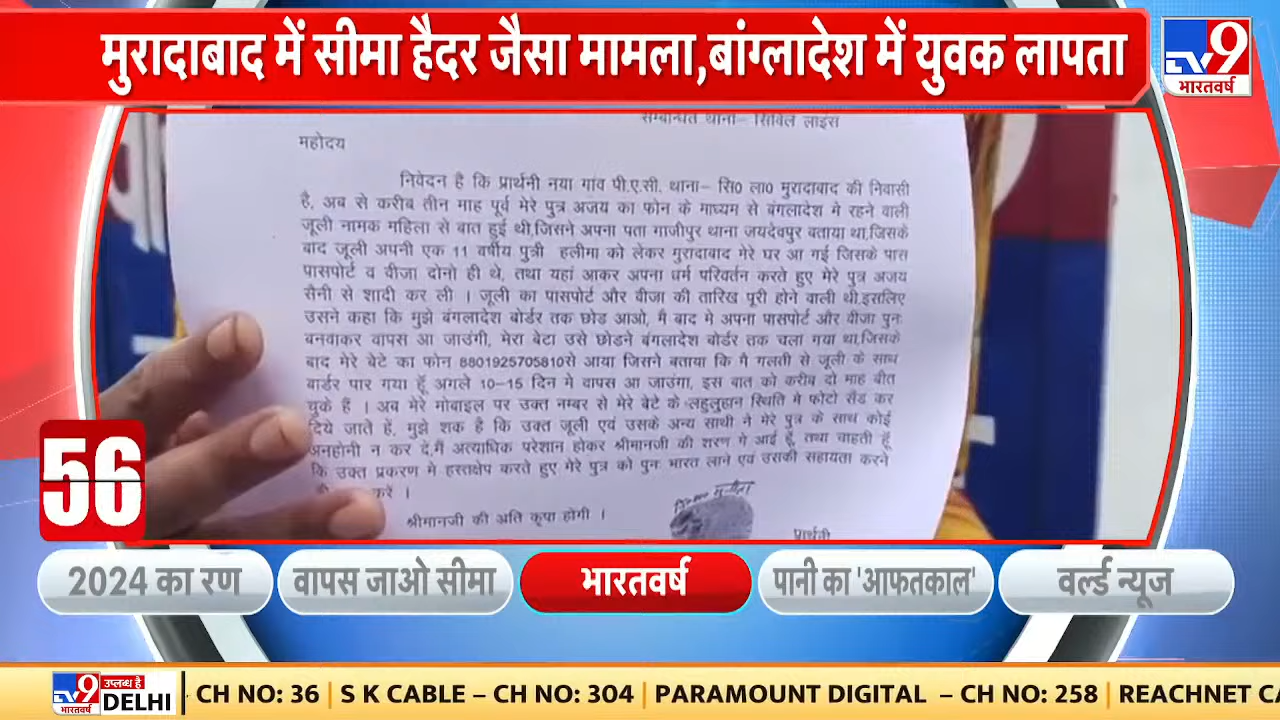 मुरादाबाद में सीमा हैदर जैसा मामला,बांग्लादेश में युवक लापता
TV9
भारतवर्ष
सम्बन्धित थाना– सिविल लाइंस
महोदय
निवेदन है कि प्रार्थनी नया गांव पी.ए.सी. थाना– सि0 ला0 मुरादाबाद की निवासी
है, अब से करीब तीन माह पूर्व मेरे पुत्र अजय का फोन के माध्यम से बंगलादेश मे रहने वाली
जूली नामक महिला से बात हुई थी,जिसने अपना पता गाजीपुर थाना जयदेवपुर बताया था,जिसके
बाद जूली अपनी एक 11 वर्षीय पुत्री हलीमा को लेकर मुरादाबाद मेरे घर आ गई जिसके पास
पासपोर्ट व वीजा दोनो ही थे, तथा यहां आकर अपना धर्म परिवर्तन करते हुए मेरे पुत्र अजय
सैनी से शादी कर ली । जूली का पासपोर्ट और वीजा की तारिख पूरी होने वाली थी,इसलिए
उसने कहा कि मुझे बंगलादेश बोर्डर तक छोड आओ, मै बाद मे अपना पासपोर्ट और वीजा पुनः
बनवाकर वापस आ जाउंगी, मेरा बेटा उसे छोडने बंगलादेश बोर्डर तक चला गया था,जिसके
बाद मेरे बेटे का फोन 8801925705810से आया जिसने बताया कि मै गलती से जूली के साथ
बार्डर पार गया हूँ अगले 10–15 दिन मे वापस आ जाउंगा, इस बात को करीब दो माह बीत
चुके हैं । अब मेरे मोबाइल पर उक्त नम्बर से मेरे बेटे के लहुलुहान स्थिति मे फोटो सैंड कर
दिये जाते हें, मुझे शक है कि उक्त जूली एवं उसके अन्य साथी ने मेरे पुत्र के साथ कोई
अनहोनी न कर दे,मैं अत्याधिक परेशान होकर श्रीमानजी की शरण मे आई हूँ, तथा चाहती हूँ
कि उक्त प्रकरण मे हस्तक्षेप करते हुए मेरे पुत्र को पुनः भारत लाने एवं उसकी सहायता करने
करें ।
श्रीमानजी की अति कृपा होगी ।
प्रार्थनी
56
2024 का रण
वापस जाओ सीमा
भारतवर्ष
पानी का 'आफतकाल'
वर्ल्ड न्यूज
TV9
भारतवर्ष
उपलब्ध है
DELHI
CH NO: 36 | S K CABLE – CH NO: 304 | PARAMOUNT DIGITAL – CH NO: 258 | REACHNET